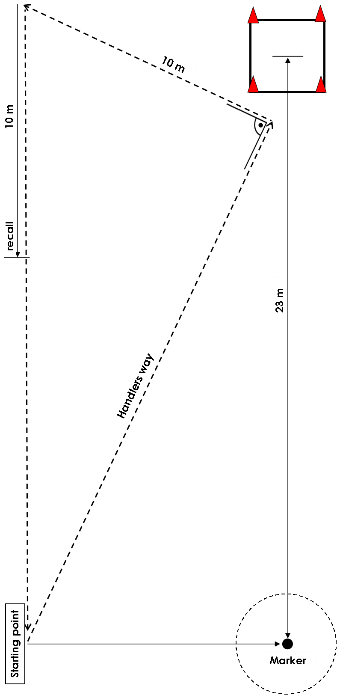 10 m
10 m
recall
23 m
Handlers way
Starting point
Marker